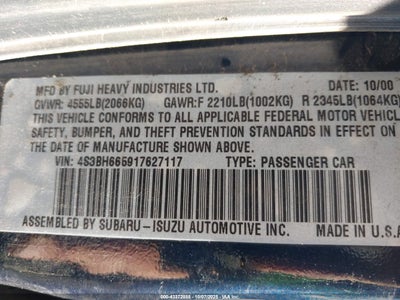 MFD BY FUJI HEAVY INDUSTRIES LTD. DATE: 10/00
GVWR: 4555LB(2066KG) GAWR:F 2210LB(1002KG) R 2345LB(1064KG)
THIS VEHICLE CONFORMS TO ALL APPLICABLE FEDERAL MOTOR VEHIC
SAFETY, BUMPER, AND THEFT PREVENTION STANDARDS IN EFFECT
ON THE DATE OF MANUFACTURE SHOWN ABOVE.
VIN: 4S3BH665917627117 TYPE: PASSENGER CAR
ASSEMBLED BY SUBARU-ISUZU AUTOMOTIVE INC. MADE IN U.S.A